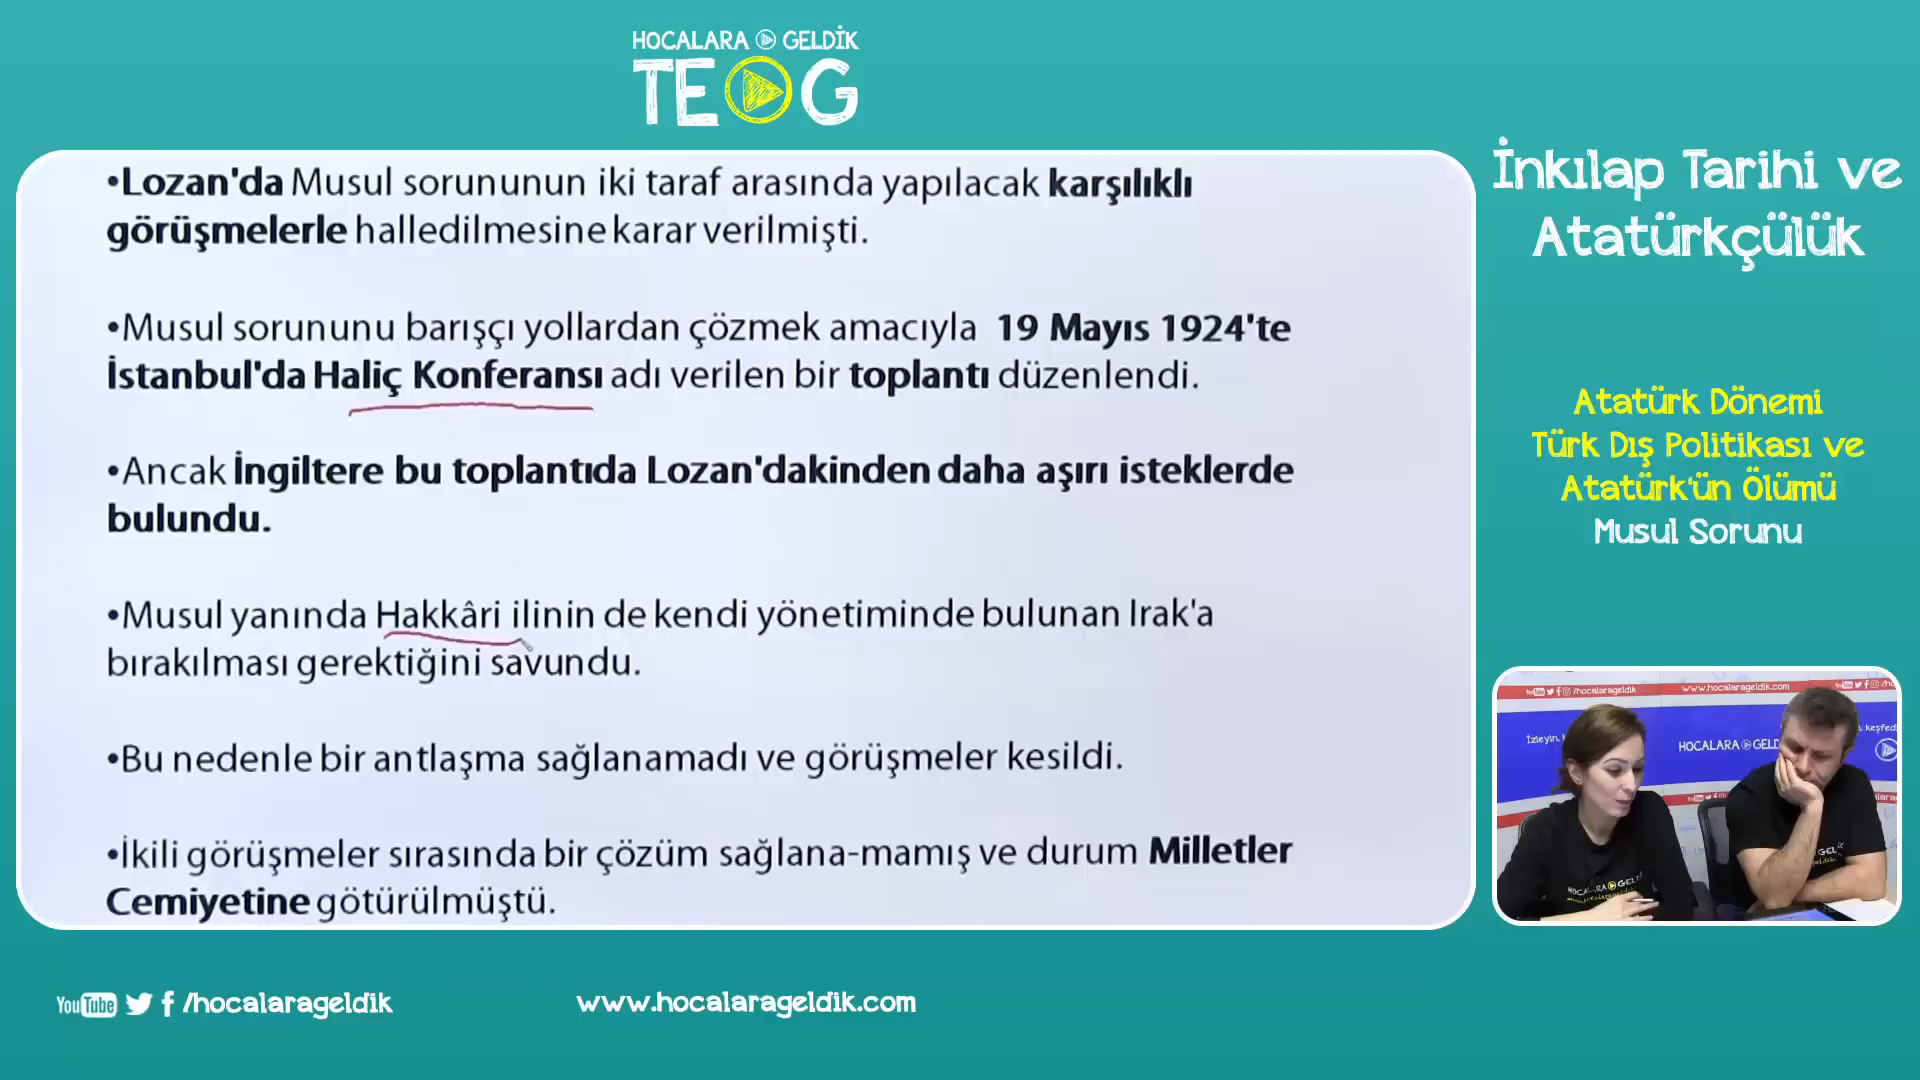 HOCALARA GELDİK
TEOG
•Lozan'da Musul sorununun iki taraf arasında yapılacak karşılıklı
görüşmelerle halledilmesine karar verilmişti.
•Musul sorununu barışçı yollardan çözmek amacıyla 19 Mayıs 1924'te
İstanbul'da Haliç Konferansı adı verilen bir toplantı düzenlendi.
•Ancak İngiltere bu toplantıda Lozan'dakinden daha aşırı isteklerde
bulundu.
•Musul yanında Hakkâri ilinin de kendi yönetiminde bulunan Irak'a
bırakılması gerektiğini savundu.
•Bu nedenle bir antlaşma sağlanamadı ve görüşmeler kesildi.
•İkili görüşmeler sırasında bir çözüm sağlana-mamış ve durum Milletler
Cemiyetine götürülmüştü.
İnkılap Tarihi ve
Atatürkçülük
Atatürk Dönemi
Türk Dış Politikası ve
Atatürk'ün Ölümü
Musul Sorunu
/hocalarageldik
www.hocalarageldik.com
İzleyin,
HOCALARA GELD
keşfed
YouTube /hocalarageldik
www.hocalarageldik.com